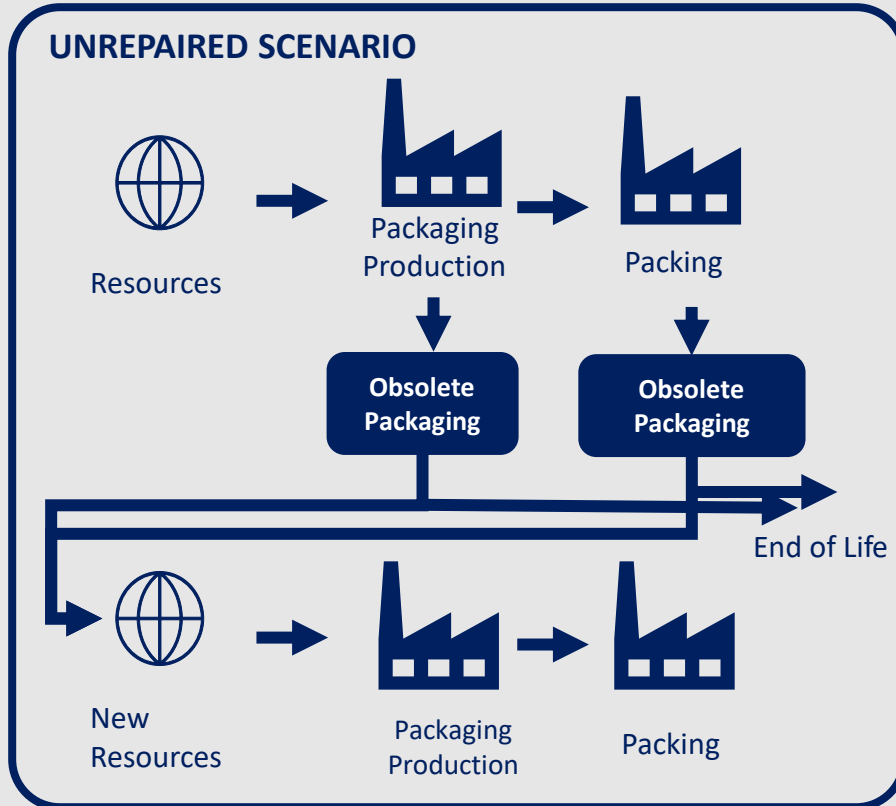 UNREPAIRED SCENARIO
Resources
Packaging
Production
Packing
Obsolete
Packaging
Obsolete
Packaging
End of Life
New
Resources
Packaging
Production
Packing